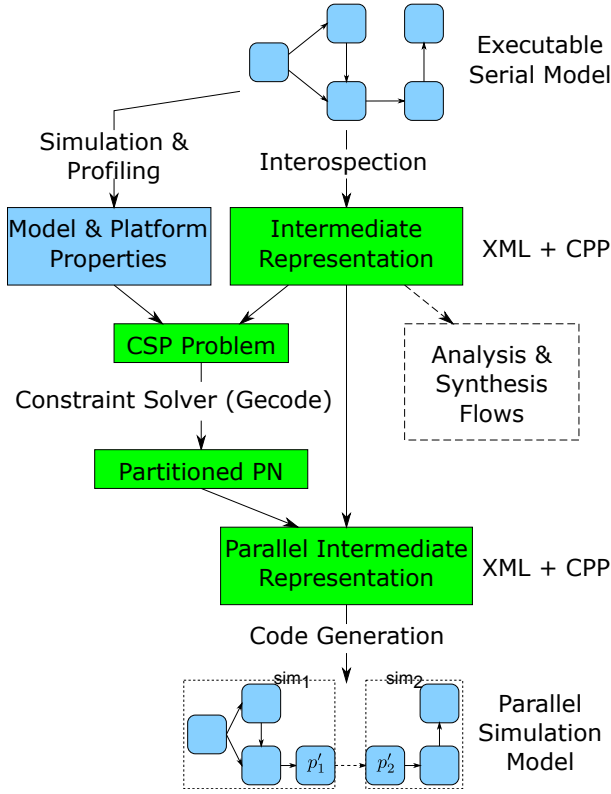 Executable
Serial Model
Simulation &
Profiling
Interospection
Model & Platform
Properties
Intermediate
Representation
XML + CPP
CSP Problem
Analysis &
Synthesis
Flows
Constraint Solver (Gecode)
Partitioned PN
Parallel Intermediate
Representation
XML + CPP
Code Generation
sim₁
sim₂
p′₁
p′₂
Parallel
Simulation
Model